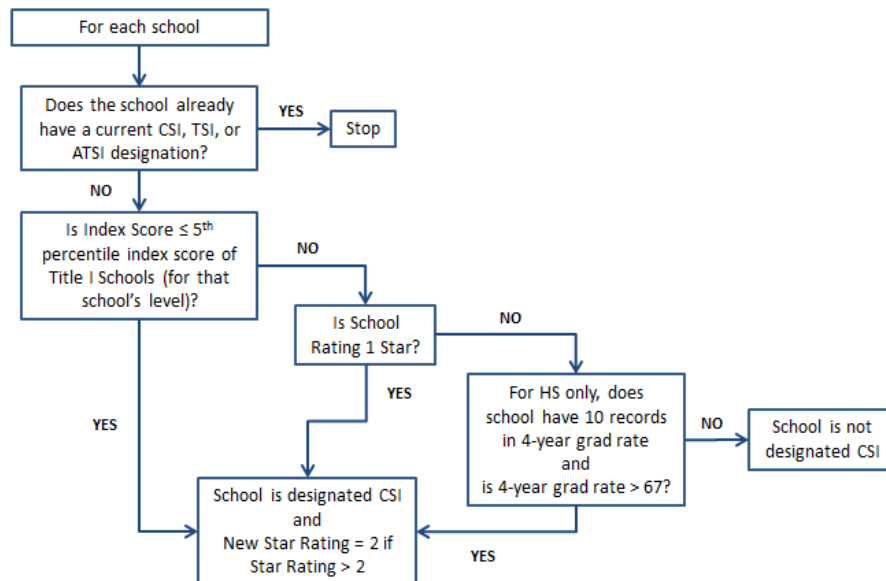 For each school
Does the school already
have a current CSI, TSI, or
ATSI designation?
YES
Stop
NO
Is Index Score ≤ 5th
percentile index score of
Title I Schools (for that
school's level)?
NO
Is School
Rating 1 Star?
NO
YES
For HS only, does
school have 10 records
in 4-year grad rate
and
is 4-year grad rate > 67?
NO
School is not
designated CSI
YES
School is designated CSI
and
New Star Rating = 2 if
Star Rating > 2
YES